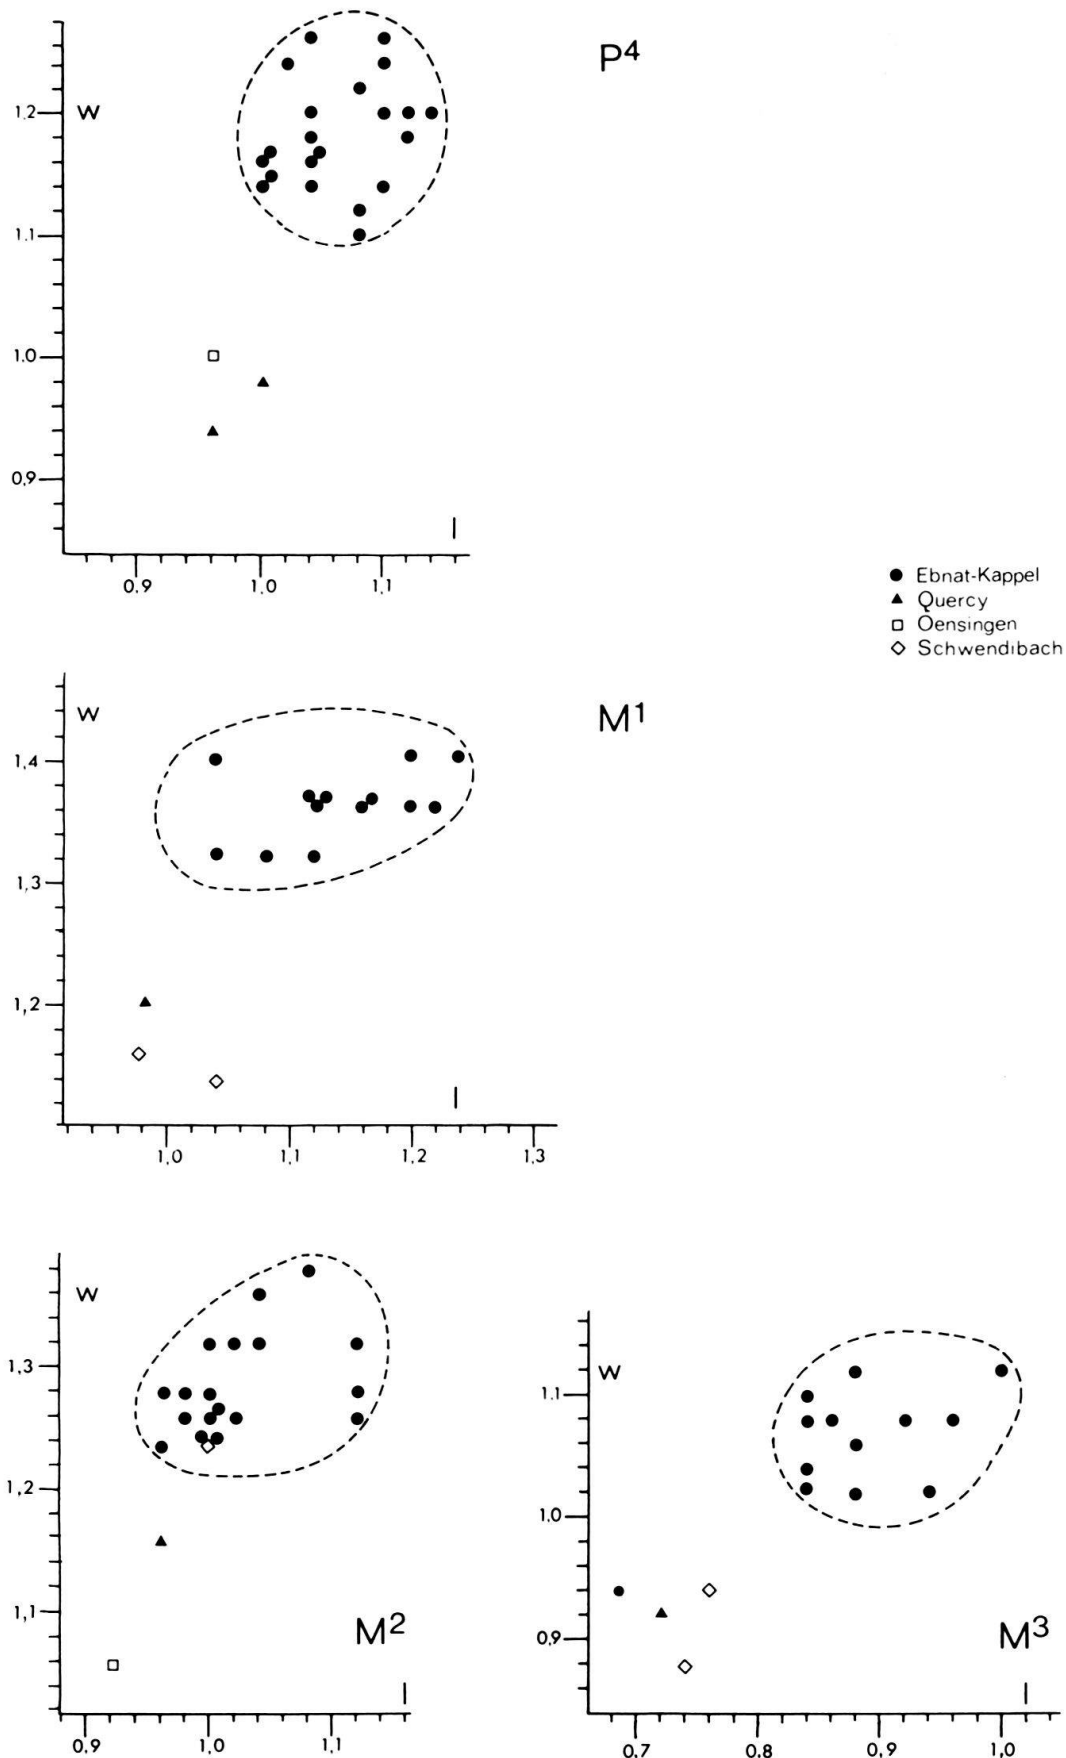 P4
W
1.2
1.1
1.0
0.9
l
0.9
1.0
1.1
● Ebnat-Kappel
▲ Quercy
□ Oensingen
◇ Schwendibach
M1
W
1,4
1,3
1,2
l
1,0
1,1
1,2
1,3
W
1.3
1,2
1,1
M2
l
0.9
1.0
1.1
W
1.1
1.0
0,9
M3
l
0.7
0.8
0,9
1,0